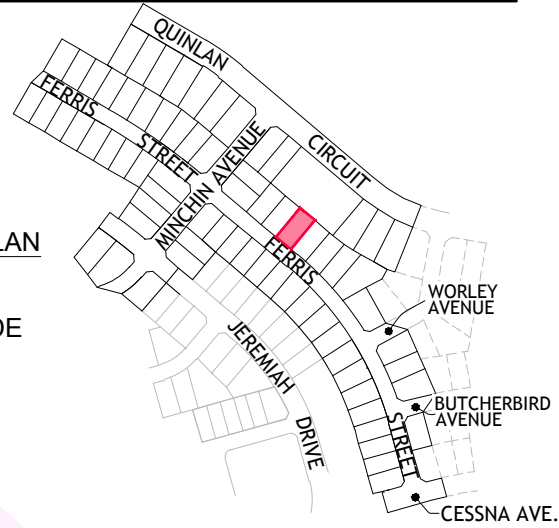 QUINLAN
CIRCUIT
FERRIS
STREET
MINCHIN AVENUE
FERRIS
STREET
LAN
DE
JEREMIAH
DRIVE
WORLEY
AVENUE
BUTCHERBIRD
AVENUE
CESSNA AVE.